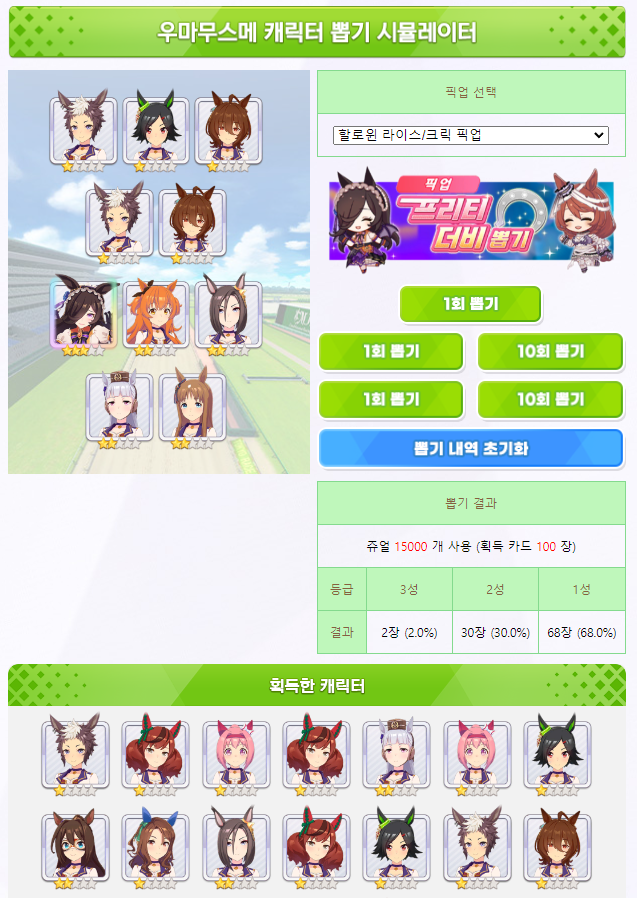 우마무스메 캐릭터 뽑기 시뮬레이터
픽업 선택
할로윈 라이스/크릭 픽업
픽업
프리티
더비 뽑기
1회 뽑기
1회 뽑기
10회 뽑기
1회 뽑기
10회 뽑기
뽑기 내역 초기화
뽑기 결과
쥬얼 15000 개 사용 (획득 카드 100 장)
등급 3성 2성 1성
결과 2장 (2.0%) 30장 (30.0%) 68장 (68.0%)
획득한 캐릭터